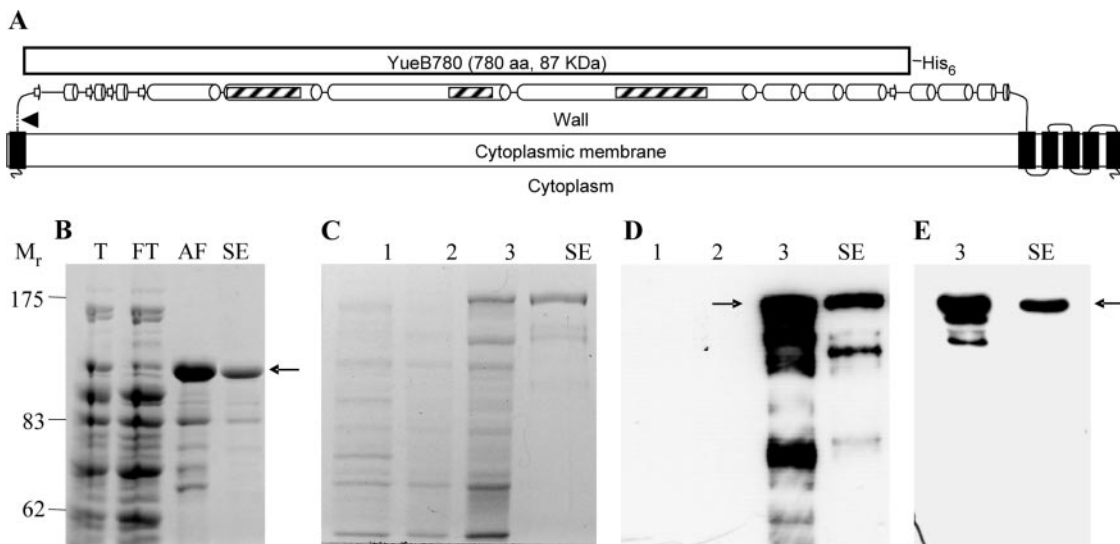 A
YueB780 (780 aa, 87 KDa)
His6
Wall
Cytoplasmic membrane
Cytoplasm
B
C
D
E
Mr
T FT AF SE
1 2 3 SE
1 2 3 SE
3 SE
175
83
62